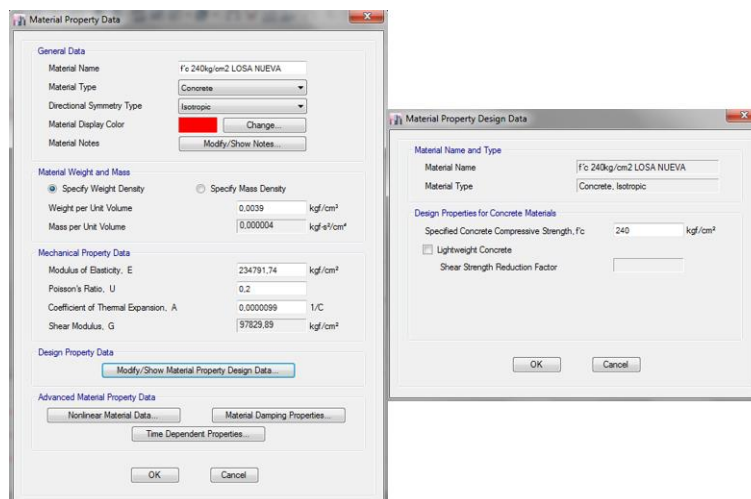 Material Property Data
General Data
Material Name f'c 240kg/cm2 LOSA NUEVA
Material Type Concrete
Directional Symmetry Type Isotropic
Material Display Color Change...
Material Notes Modify/Show Notes...
Material Weight and Mass
Specify Weight Density Specify Mass Density
Weight per Unit Volume 0,0039 kgf/cm³
Mass per Unit Volume 0,000004 kgf-s²/cm⁴
Mechanical Property Data
Modulus of Elasticity, E 234791,74 kgf/cm²
Poisson's Ratio, U 0,2
Coefficient of Thermal Expansion, A 0,0000099 1/C
Shear Modulus, G 97829,89 kgf/cm²
Design Property Data
Modify/Show Material Property Design Data...
Advanced Material Property Data
Nonlinear Material Data... Material Damping Properties...
Time Dependent Properties...
OK Cancel
Material Property Design Data
Material Name and Type
Material Name f'c 240kg/cm2 LOSA NUEVA
Material Type Concrete, Isotropic
Design Properties for Concrete Materials
Specified Concrete Compressive Strength, f'c 240 kgf/cm²
Lightweight Concrete
Shear Strength Reduction Factor
OK Cancel